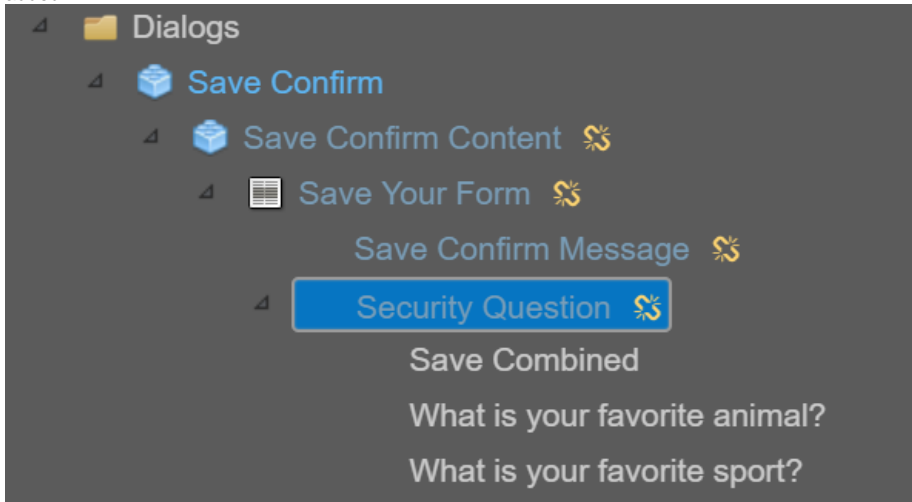 Dialogs
Save Confirm
Save Confirm Content
Save Your Form
Save Confirm Message
Security Question
Save Combined
What is your favorite animal?
What is your favorite sport?